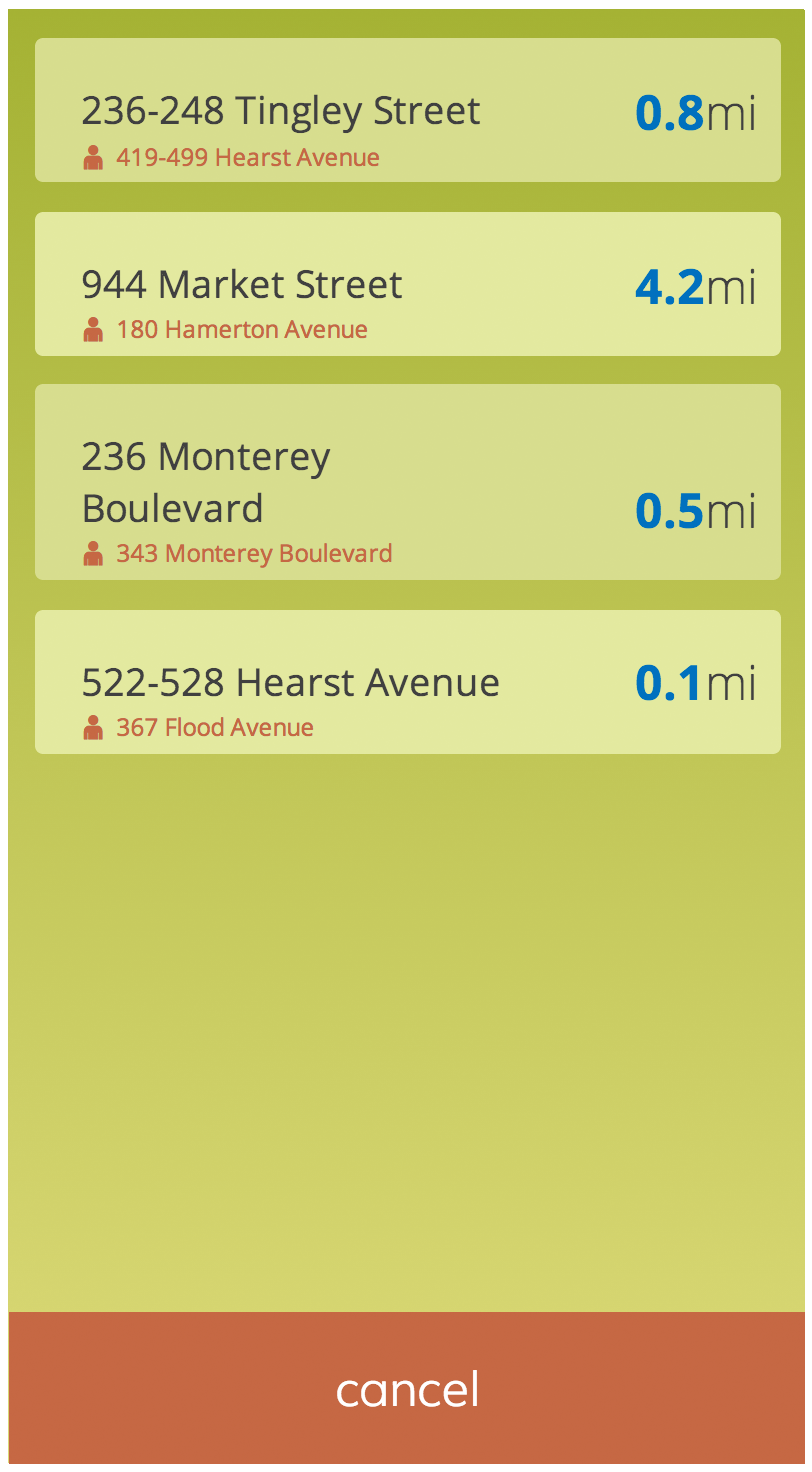 236-248 Tingley Street
0.8mi
419-499 Hearst Avenue
944 Market Street
4.2mi
180 Hamerton Avenue
236 Monterey
Boulevard
0.5mi
343 Monterey Boulevard
522-528 Hearst Avenue
0.1mi
367 Flood Avenue
cancel